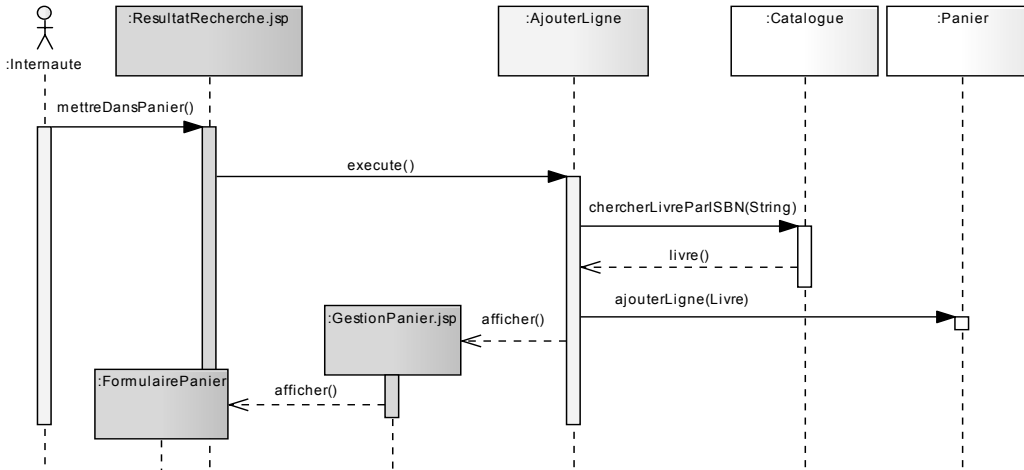 :Internaute
:ResultatRecherche.jsp
:AjouterLigne
:Catalogue
:Panier
mettreDansPanier()
execute()
chercherLivreParISBN(String)
livre()
ajouterLigne(Livre)
:GestionPanier.jsp
afficher()
:FormulairePanier
afficher()